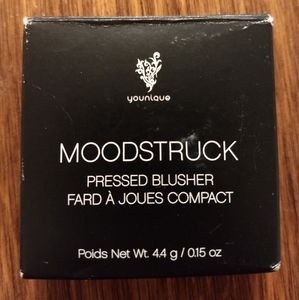 younique
MOODSTRUCK
PRESSED BLUSHER
FARD À JOUES COMPACT
Poids Net Wt. 4.4 g / 0.15 oz